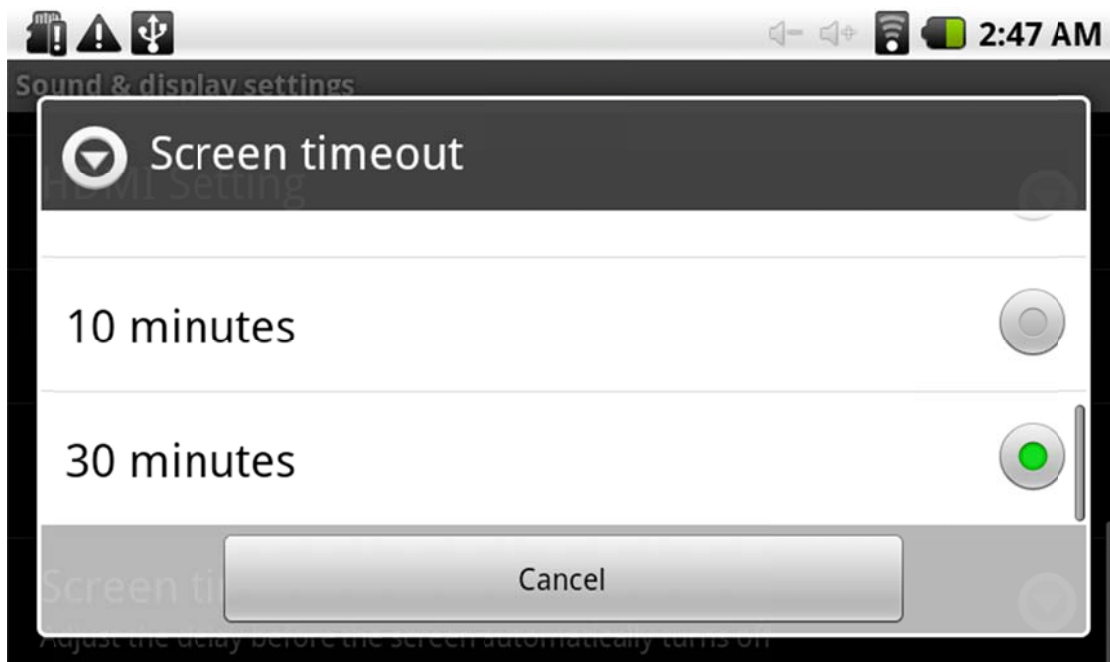 2:47 AM
Sound & display settings
Screen timeout
HDMI Setting
10 minutes
30 minutes
Cancel
Screen ti
Adjust the delay before the screen automatically turns off